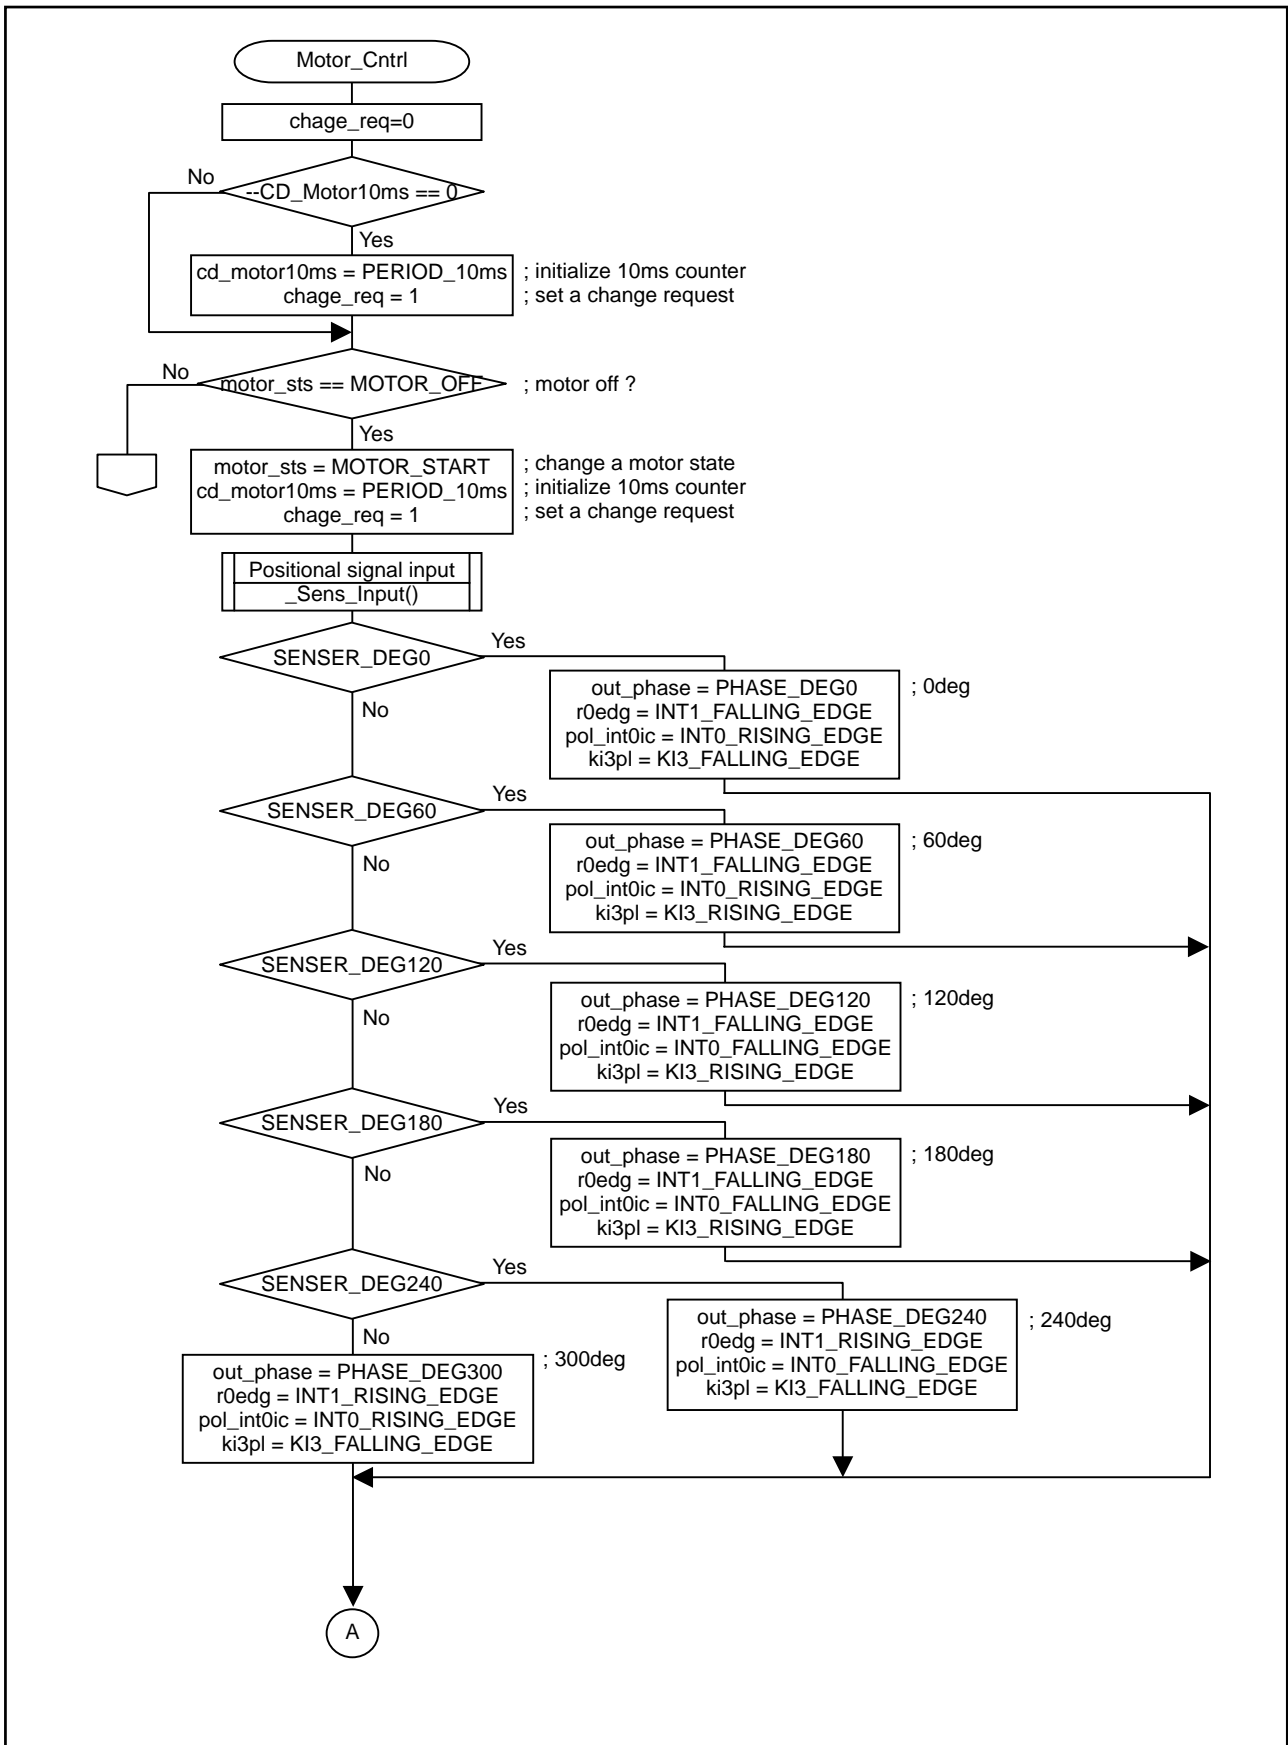 Motor_Cntrl
chage_req=0
--CD_Motor10ms == 0
No
Yes
cd_motor10ms = PERIOD_10ms
chage_req = 1
; initialize 10ms counter
; set a change request
motor_sts == MOTOR_OFF
; motor off ?
No
Yes
motor_sts = MOTOR_START
cd_motor10ms = PERIOD_10ms
chage_req = 1
; change a motor state
; initialize 10ms counter
; set a change request
Positional signal input
_Sens_Input()
SENSER_DEG0
Yes
No
out_phase = PHASE_DEG0
r0edg = INT1_FALLING_EDGE
pol_int0ic = INT0_RISING_EDGE
ki3pl = KI3_FALLING_EDGE
; 0deg
SENSER_DEG60
Yes
No
out_phase = PHASE_DEG60
r0edg = INT1_FALLING_EDGE
pol_int0ic = INT0_RISING_EDGE
ki3pl = KI3_RISING_EDGE
; 60deg
SENSER_DEG120
Yes
No
out_phase = PHASE_DEG120
r0edg = INT1_FALLING_EDGE
pol_int0ic = INT0_FALLING_EDGE
ki3pl = KI3_RISING_EDGE
; 120deg
SENSER_DEG180
Yes
No
out_phase = PHASE_DEG180
r0edg = INT1_FALLING_EDGE
pol_int0ic = INT0_FALLING_EDGE
ki3pl = KI3_RISING_EDGE
; 180deg
SENSER_DEG240
Yes
No
out_phase = PHASE_DEG240
r0edg = INT1_RISING_EDGE
pol_int0ic = INT0_FALLING_EDGE
ki3pl = KI3_FALLING_EDGE
; 240deg
out_phase = PHASE_DEG300
r0edg = INT1_RISING_EDGE
pol_int0ic = INT0_RISING_EDGE
ki3pl = KI3_FALLING_EDGE
; 300deg
A